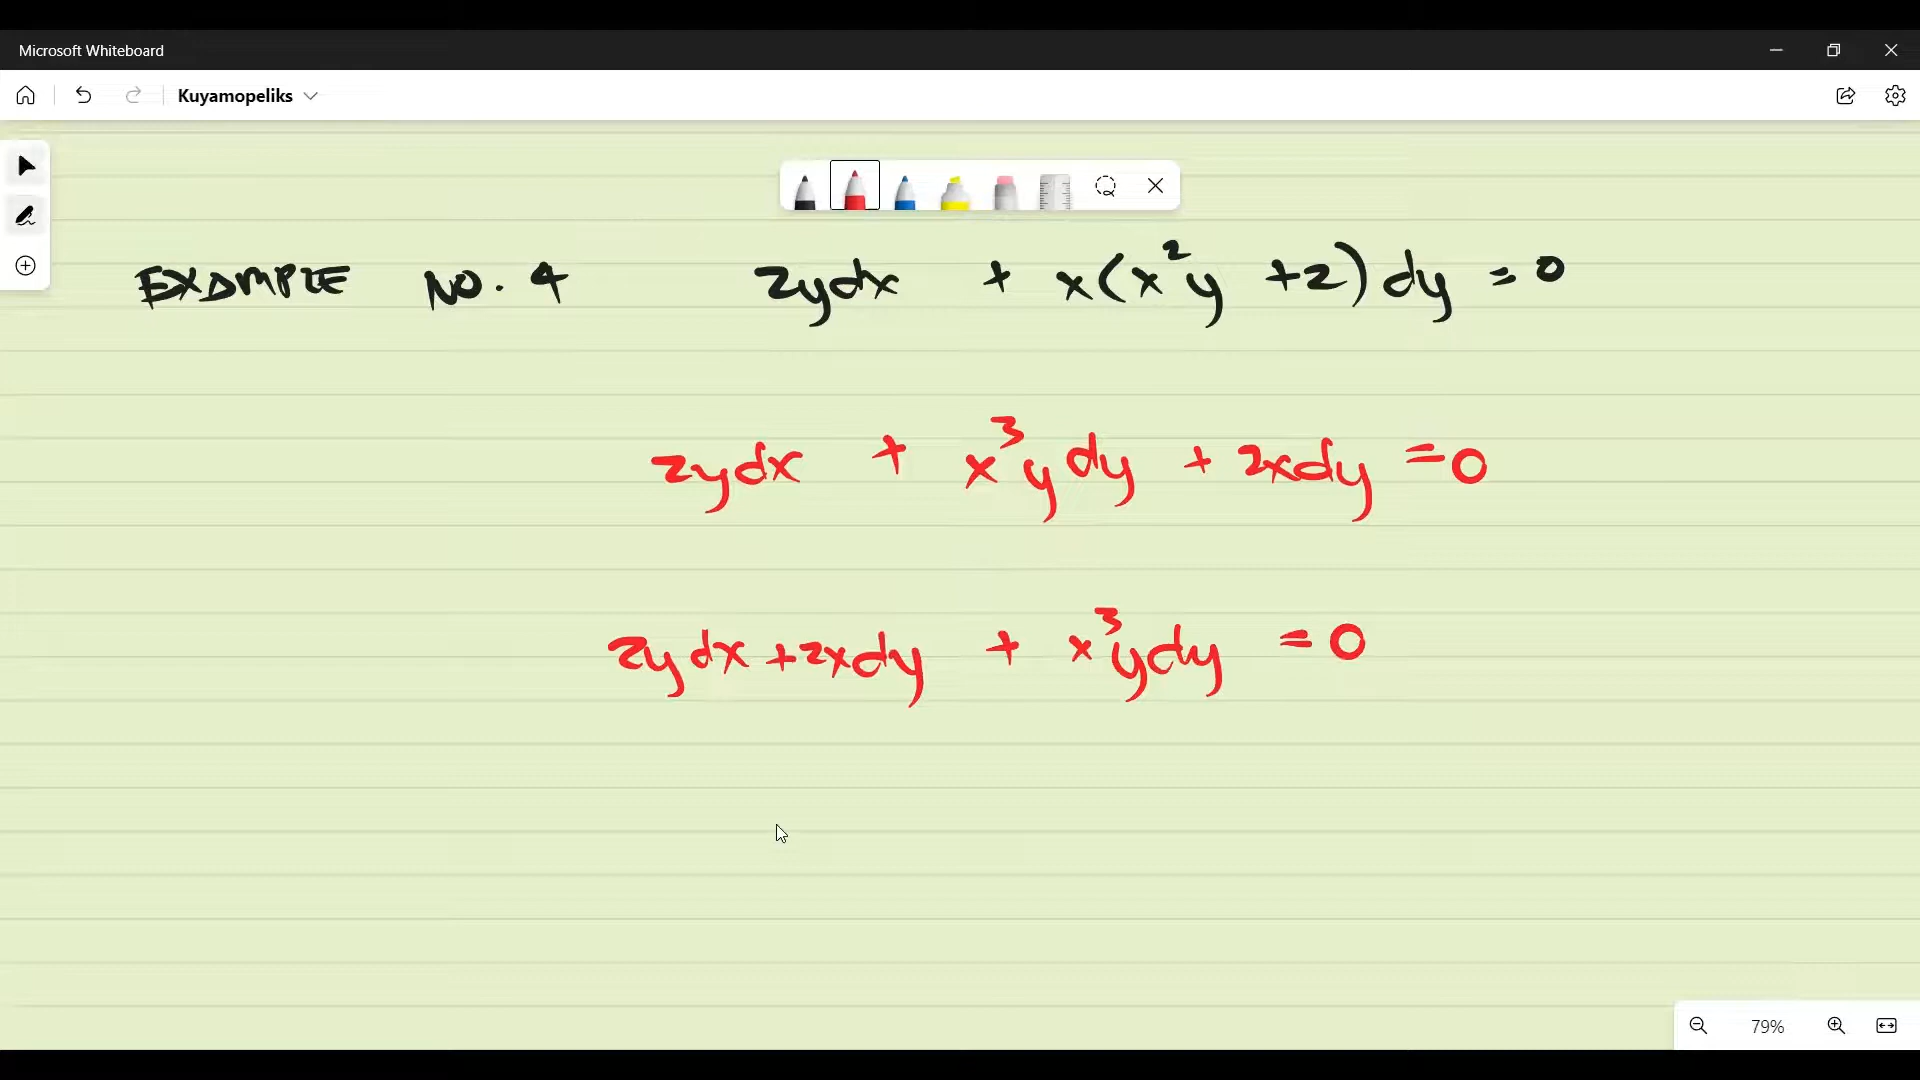 Microsoft Whiteboard
Kuyamopeliks
EXAMPLE NO. 4 2ydx + x(x²y +2)dy = 0
2ydx + x³ydy + 2xdy = 0
2ydx + 2xdy + x³ydy = 0
79%